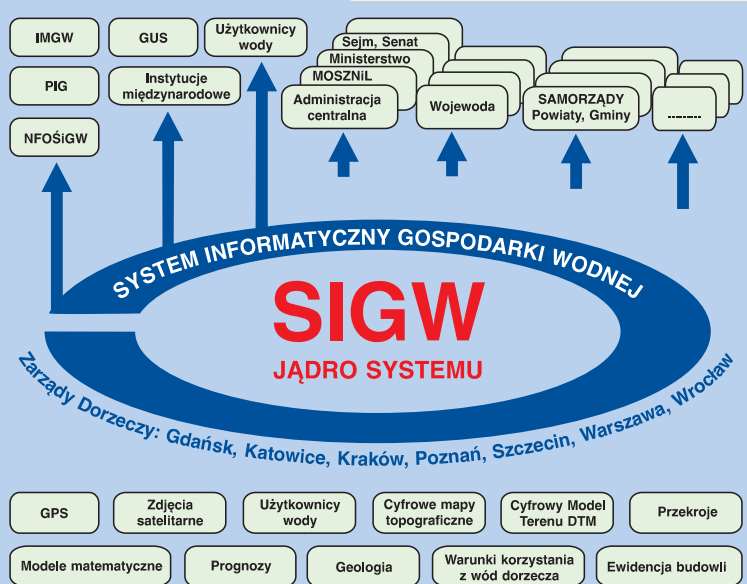 IMGW
GUS
Użytkownicy
wody
Sejm, Senat
Ministerstwo
MOSZNiL
Administracja
centralna
Wojewoda
SAMORZĄDY
Powiaty, Gminy
..........
PIG
Instytucje
międzynarodowe
NFOŚiGW
SYSTEM INFORMATYCZNY GOSPODARKI WODNEJ
SIGW
JĄDRO SYSTEMU
Zarządy Dorzeczy: Gdańsk, Katowice, Kraków, Poznań, Szczecin, Warszawa, Wrocław
GPS
Zdjęcia
satelitarne
Użytkownicy
wody
Cyfrowe mapy
topograficzne
Cyfrowy Model
Terenu DTM
Przekroje
Modele matematyczne
Prognozy
Geologia
Warunki korzystania
z wód dorzecza
Ewidencja budowli